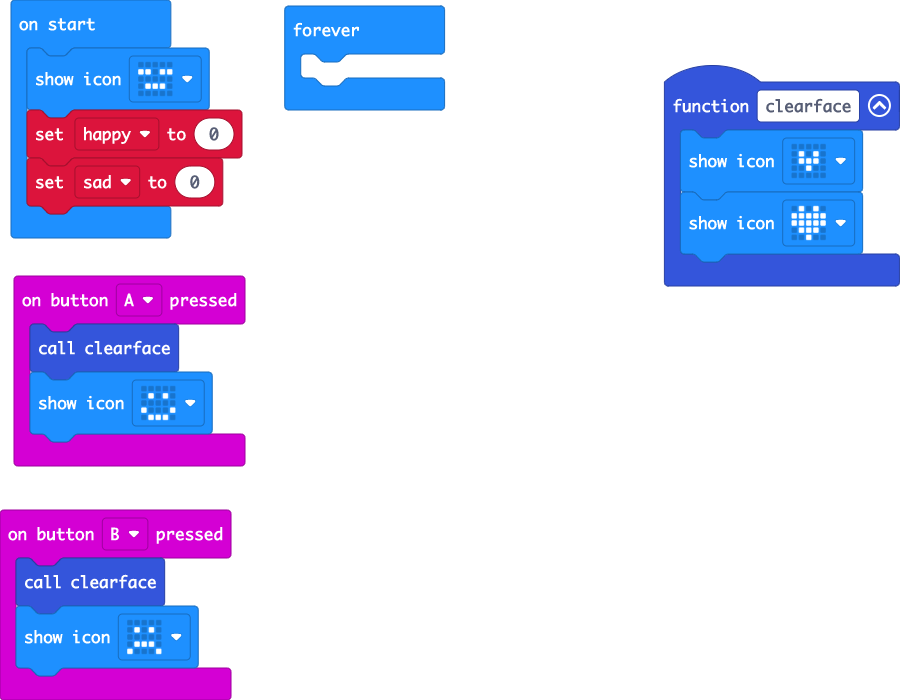 on start
show icon
set happy to 0
set sad to 0
forever
function clearface
show icon
show icon
on button A pressed
call clearface
show icon
on button B pressed
call clearface
show icon